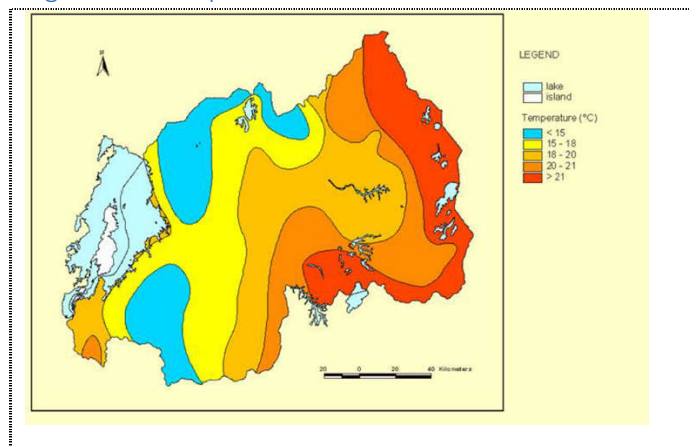 N
LEGEND
lake
island
Temperature (°C)
< 15
15 - 18
18 - 20
20 - 21
> 21
20 0 20 40 Kilometers